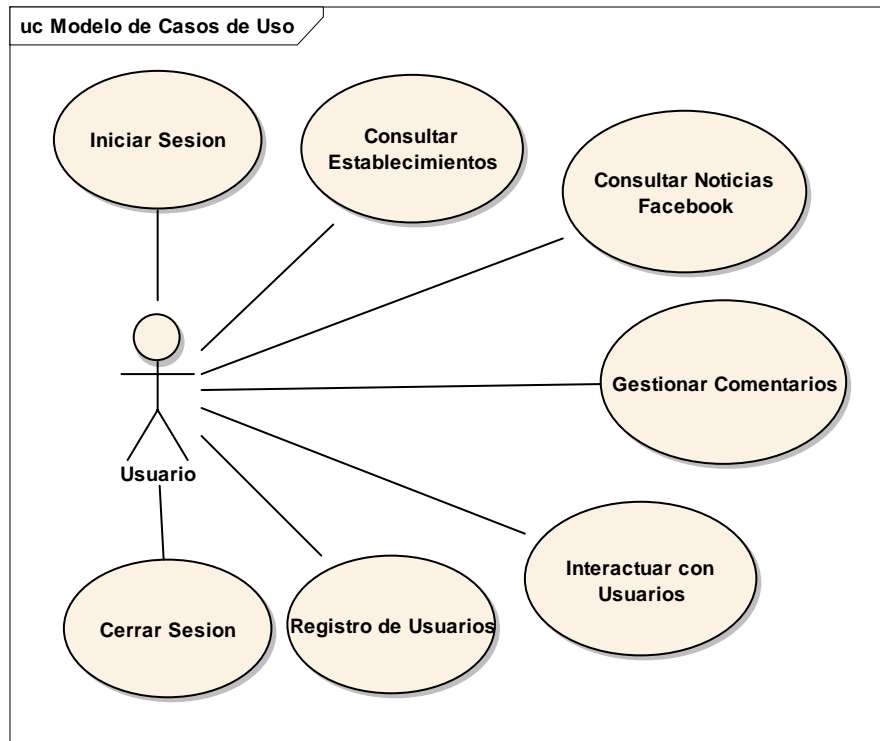 uc Modelo de Casos de Uso
Iniciar Sesion
Consultar
Establecimientos
Consultar Noticias
Facebook
Gestionar Comentarios
Usuario
Interactuar con
Usuarios
Registro de Usuarios
Cerrar Sesion